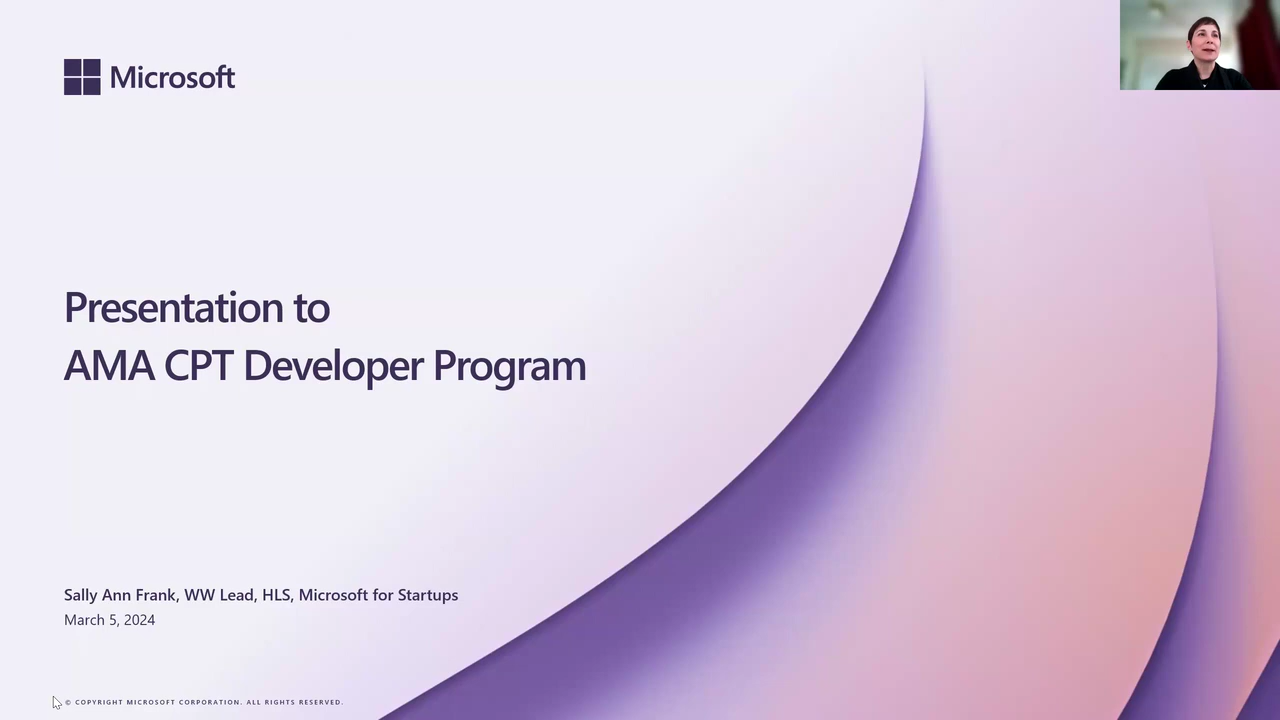 Microsoft
Presentation to
AMA CPT Developer Program
Sally Ann Frank, WW Lead, HLS, Microsoft for Startups
March 5, 2024
© COPYRIGHT MICROSOFT CORPORATION. ALL RIGHTS RESERVED.